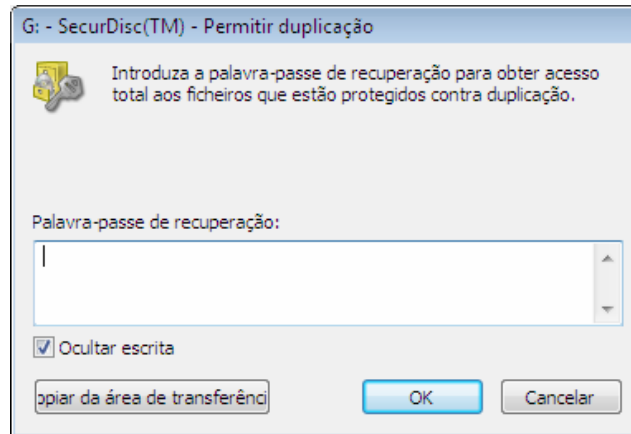 G: - SecurDisc(TM) - Permitir duplicação
Introduza a palavra-passe de recuperação para obter acesso
total aos ficheiros que estão protegidos contra duplicação.
Palavra-passe de recuperação:
Ocultar escrita
opiar da área de transferênci
OK
Cancelar